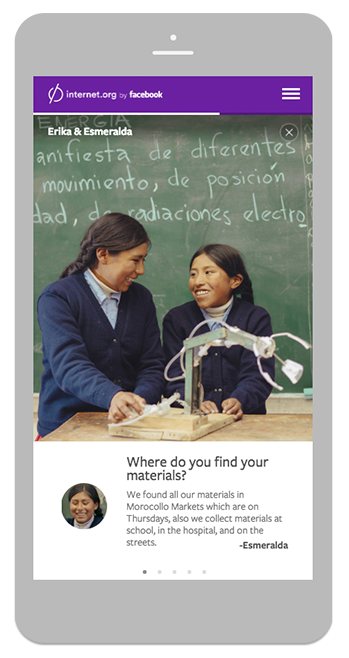 internet.org by facebook
Erika & Esmeralda
ENERGIA
anifiesta de diferentes
movimiento, de posición
dad, de radiaciones electro
Where do you find your
materials?
We found all our materials in
Morocollo Markets which are on
Thursdays, also we collect materials at
school, in the hospital, and on the
streets.
-Esmeralda